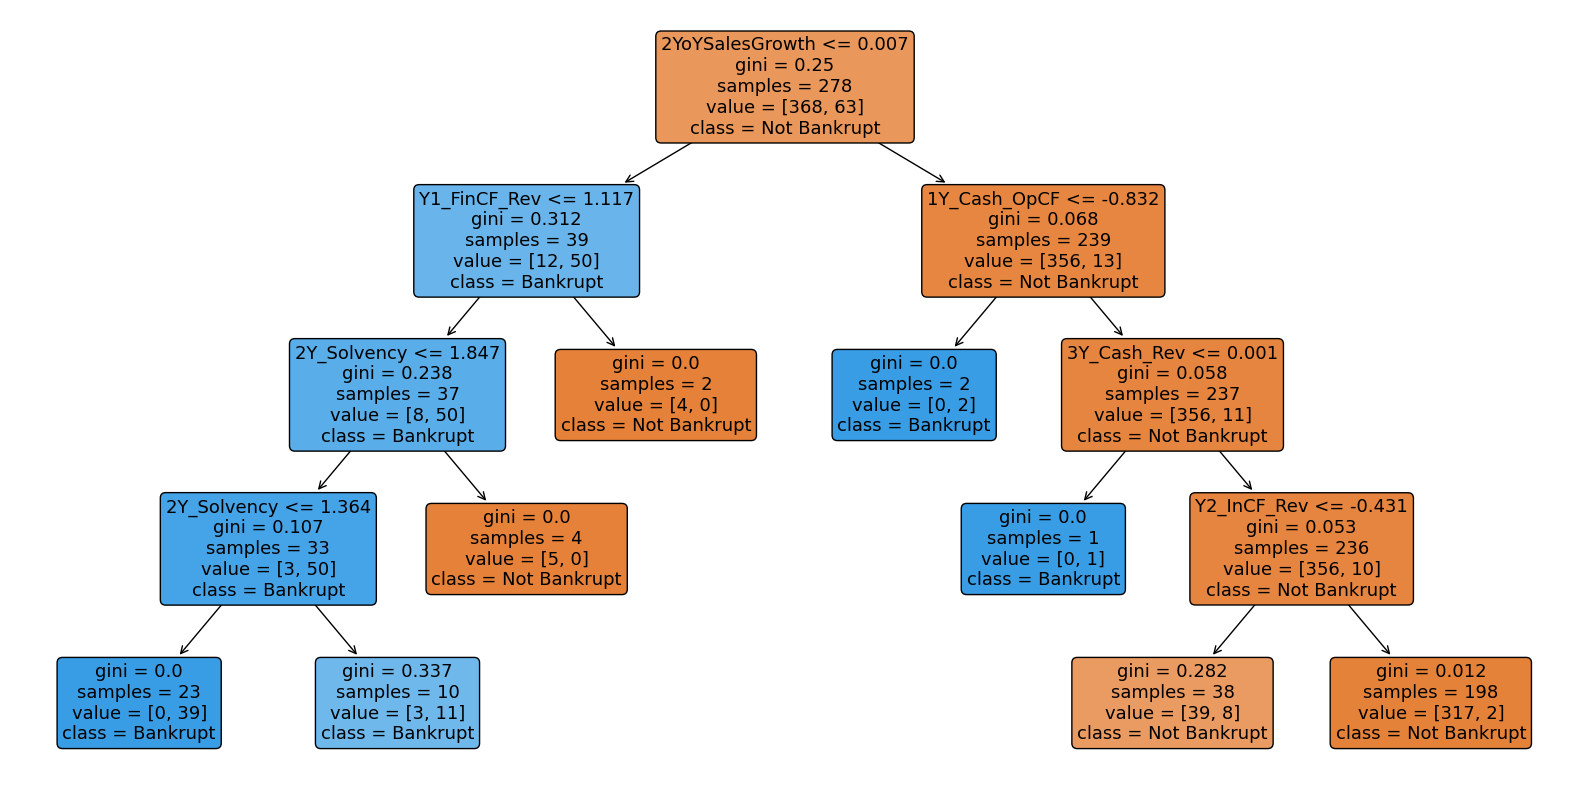 2YoYSalesGrowth <= 0.007
gini = 0.25
samples = 278
value = [368, 63]
class = Not Bankrupt
Y1_FinCF_Rev <= 1.117
gini = 0.312
samples = 39
value = [12, 50]
class = Bankrupt
1Y_Cash_OpCF <= -0.832
gini = 0.068
samples = 239
value = [356, 13]
class = Not Bankrupt
2Y_Solvency <= 1.847
gini = 0.238
samples = 37
value = [8, 50]
class = Bankrupt
gini = 0.0
samples = 2
value = [4, 0]
class = Not Bankrupt
gini = 0.0
samples = 2
value = [0, 2]
class = Bankrupt
3Y_Cash_Rev <= 0.001
gini = 0.058
samples = 237
value = [356, 11]
class = Not Bankrupt
2Y_Solvency <= 1.364
gini = 0.107
samples = 33
value = [3, 50]
class = Bankrupt
gini = 0.0
samples = 4
value = [5, 0]
class = Not Bankrupt
gini = 0.0
samples = 1
value = [0, 1]
class = Bankrupt
Y2_InCF_Rev <= -0.431
gini = 0.053
samples = 236
value = [356, 10]
class = Not Bankrupt
gini = 0.0
samples = 23
value = [0, 39]
class = Bankrupt
gini = 0.337
samples = 10
value = [3, 11]
class = Bankrupt
gini = 0.282
samples = 38
value = [39, 8]
class = Not Bankrupt
gini = 0.012
samples = 198
value = [317, 2]
class = Not Bankrupt